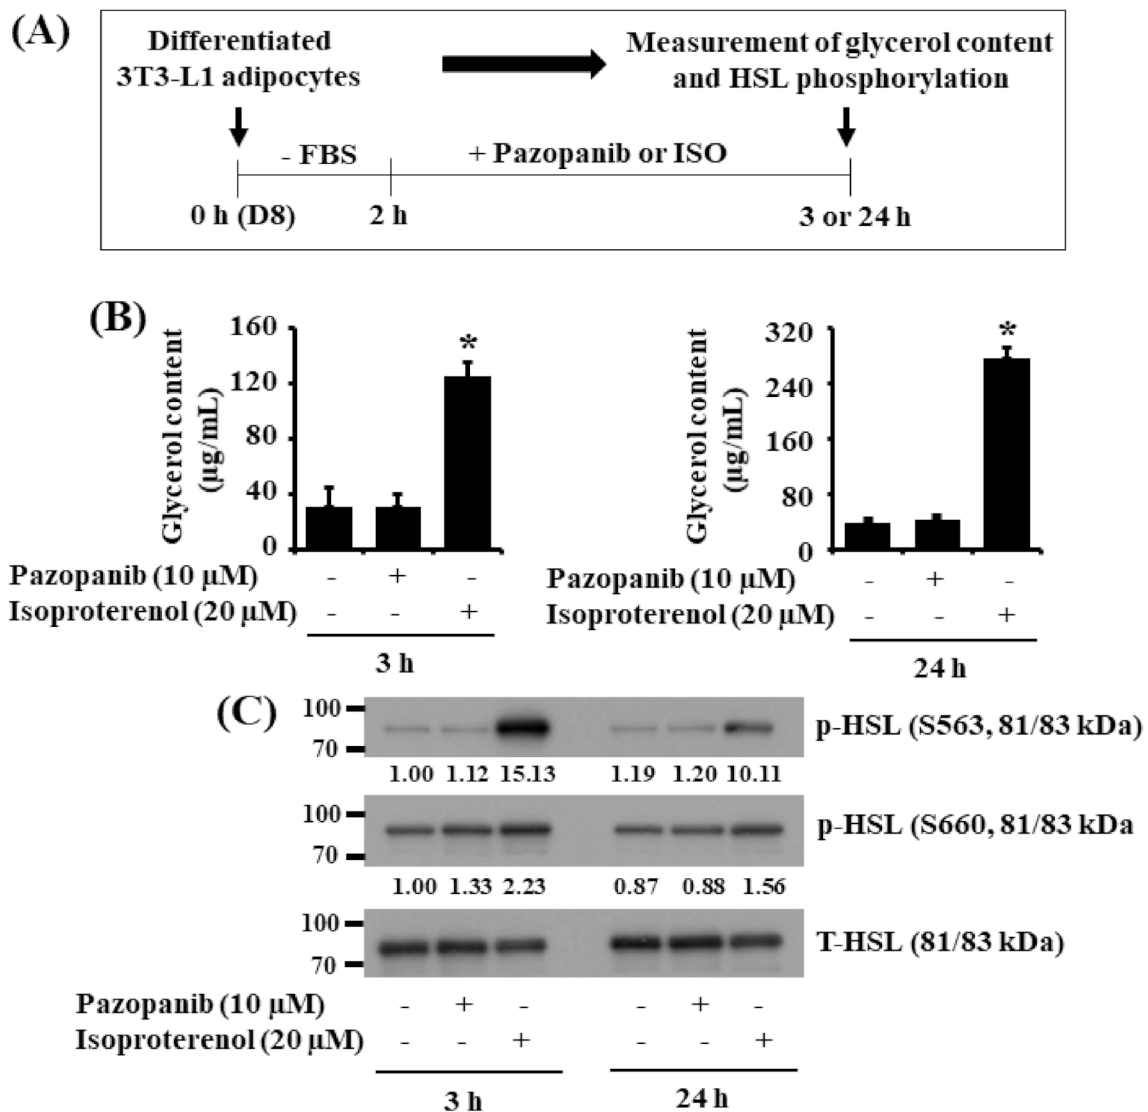 (A)
Differentiated
3T3-L1 adipocytes
Measurement of glycerol content
and HSL phosphorylation
- FBS
+ Pazopanib or ISO
0 h (D8)
2 h
3 or 24 h
(B)
Glycerol content
(µg/mL)
160
120
80
40
0
*
Pazopanib (10 µM) - + -
Isoproterenol (20 µM) - - +
3 h
Glycerol content
(µg/mL)
320
240
160
80
0
*
Pazopanib (10 µM) - + -
Isoproterenol (20 µM) - - +
24 h
(C)
100
70
p-HSL (S563, 81/83 kDa)
1.00 1.12 15.13 1.19 1.20 10.11
100
70
p-HSL (S660, 81/83 kDa
1.00 1.33 2.23 0.87 0.88 1.56
100
70
T-HSL (81/83 kDa)
Pazopanib (10 µM) - + - - + -
Isoproterenol (20 µM) - - + - - +
3 h 24 h